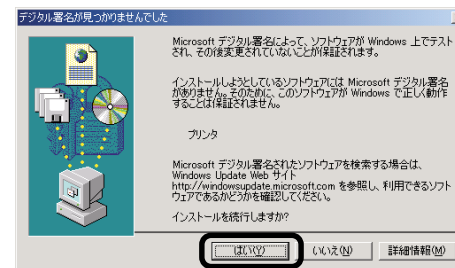 デジタル署名が見つかりませんでした
Microsoft デジタル署名によって、ソフトウェアが Windows 上でテスト
され、その後変更されていないことが保証されます。
インストールしようとしているソフトウェアには Microsoft デジタル署名
がありません。そのために、このソフトウェアが Windows で正しく動作
することは保証されません。
プリンタ
Microsoft デジタル署名されたソフトウェアを検索する場合は、
Windows Update Web サイト
http://windowsupdate.microsoft.com を参照し、利用できるソフト
ウェアであるかどうかを確認してください。
インストールを続行しますか?
はい(Y) いいえ(N) 詳細情報(M)